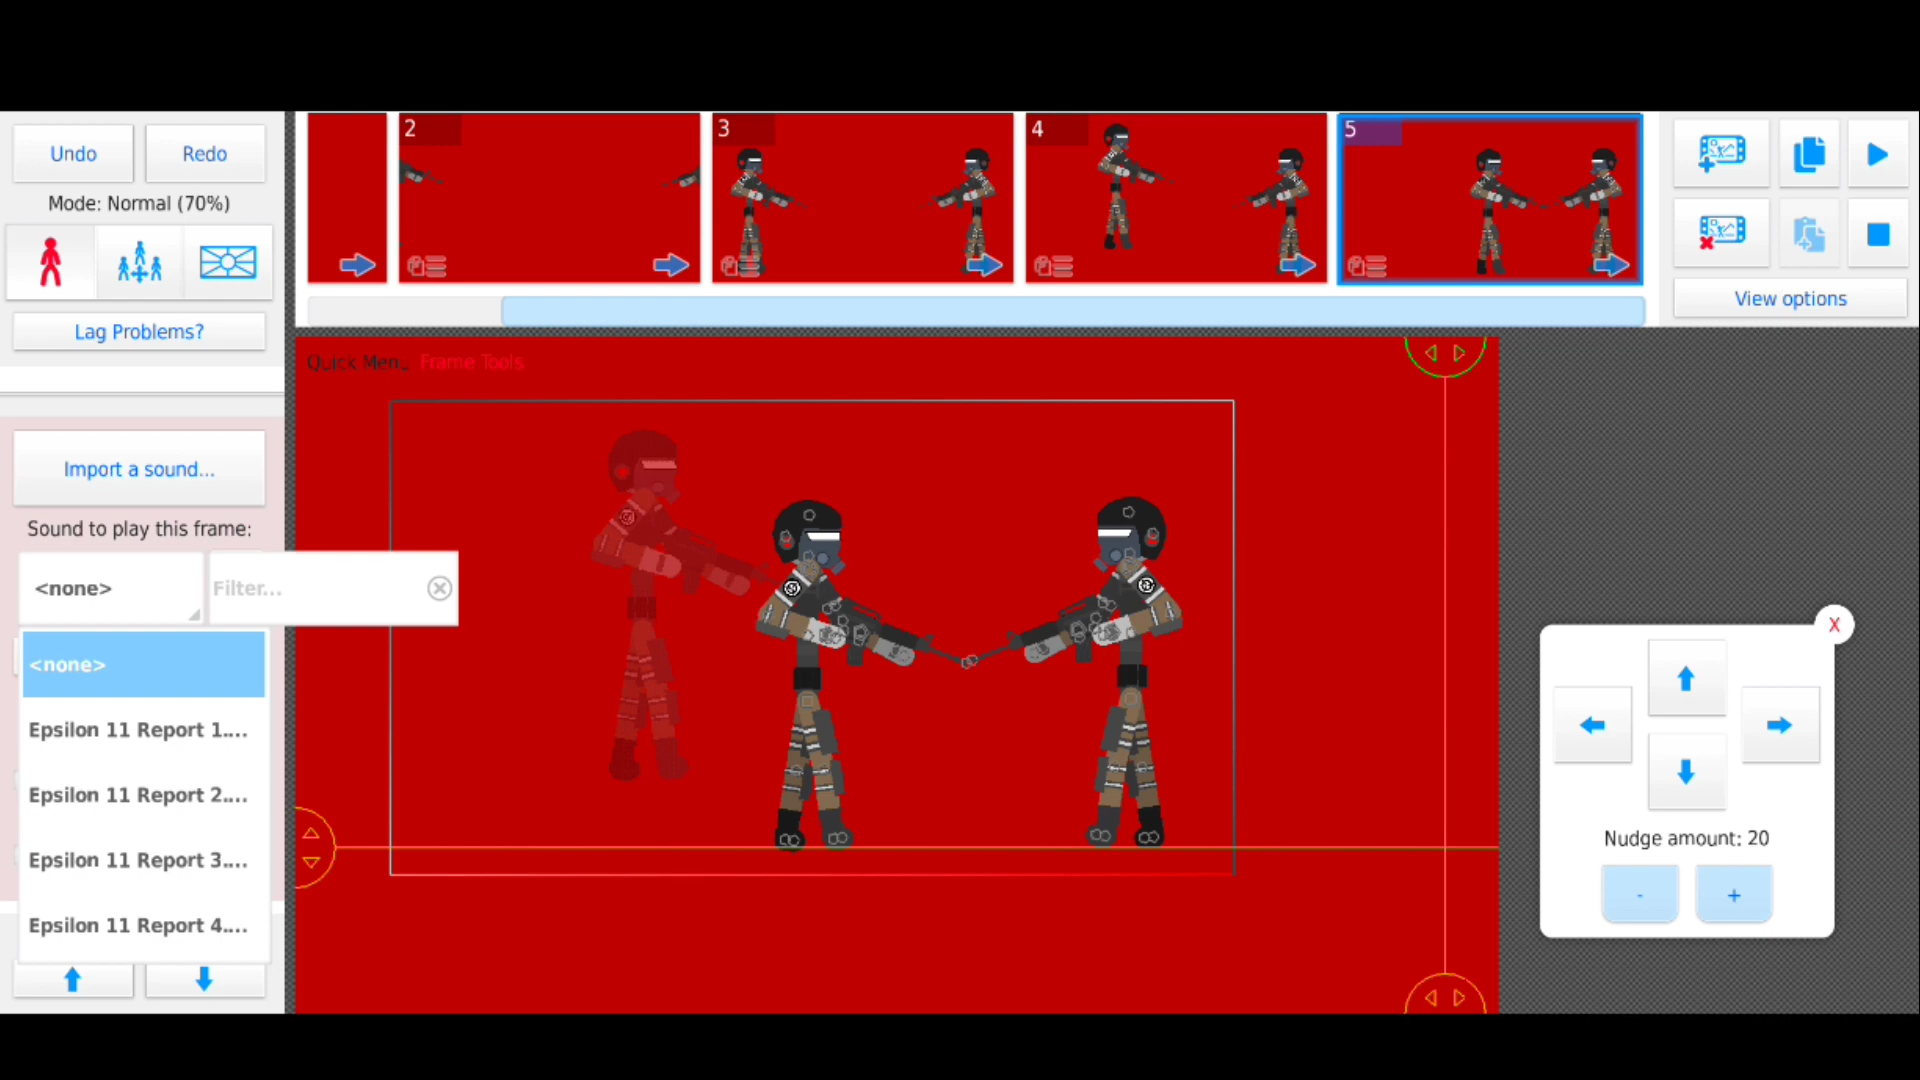 Undo
Redo
Mode: Normal (70%)
Lag Problems?
2
3
4
5
View options
Quick Menu
Frame Tools
Import a sound...
Sound to play this frame:
<none>
Filter...
<none>
Epsilon 11 Report 1....
Epsilon 11 Report 2....
Epsilon 11 Report 3....
Epsilon 11 Report 4....
X
Nudge amount: 20
-
+